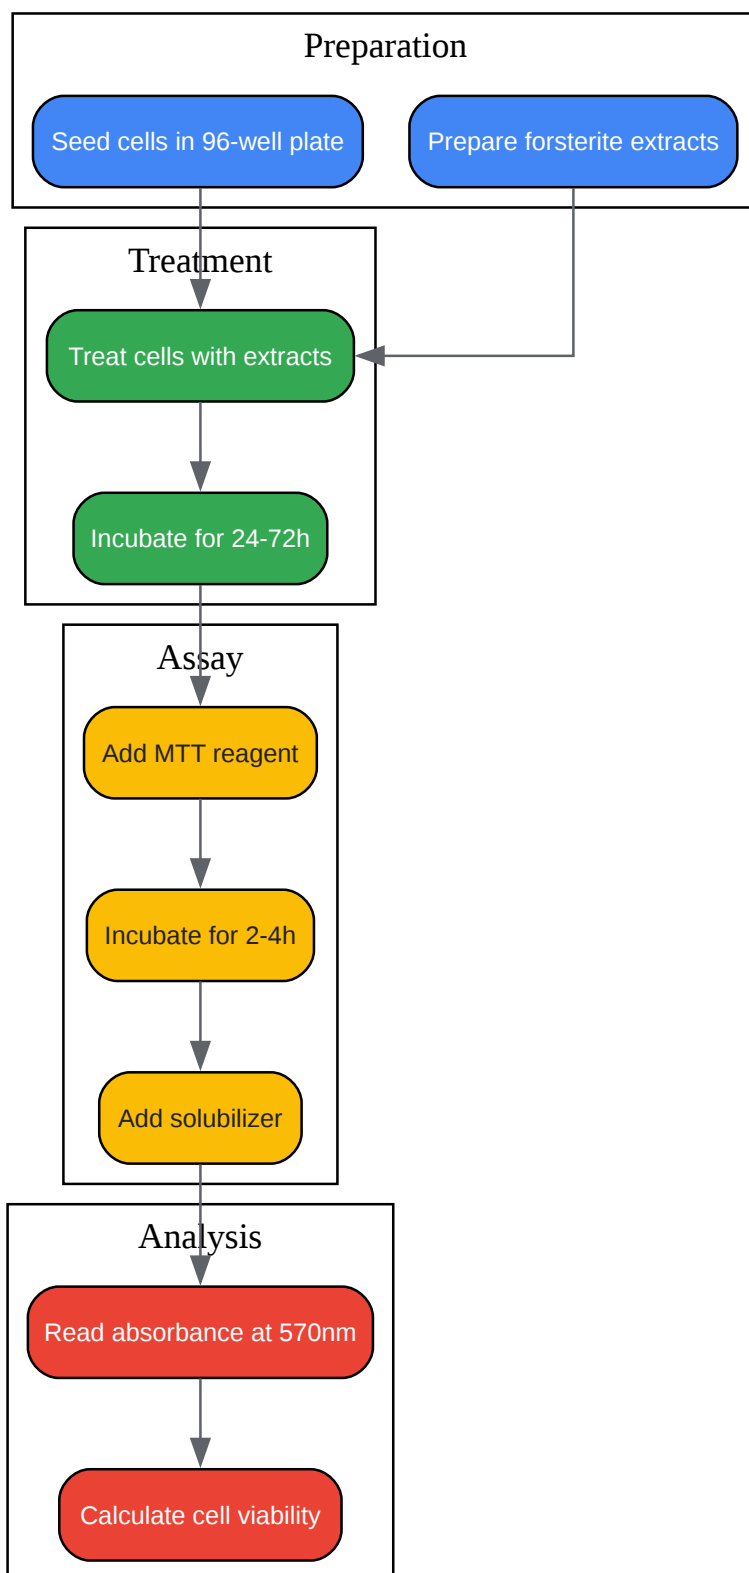 Preparation
Seed cells in 96-well plate
Prepare forsterite extracts
Treatment
Treat cells with extracts
Incubate for 24-72h
Assay
Add MTT reagent
Incubate for 2-4h
Add solubilizer
Analysis
Read absorbance at 570nm
Calculate cell viability